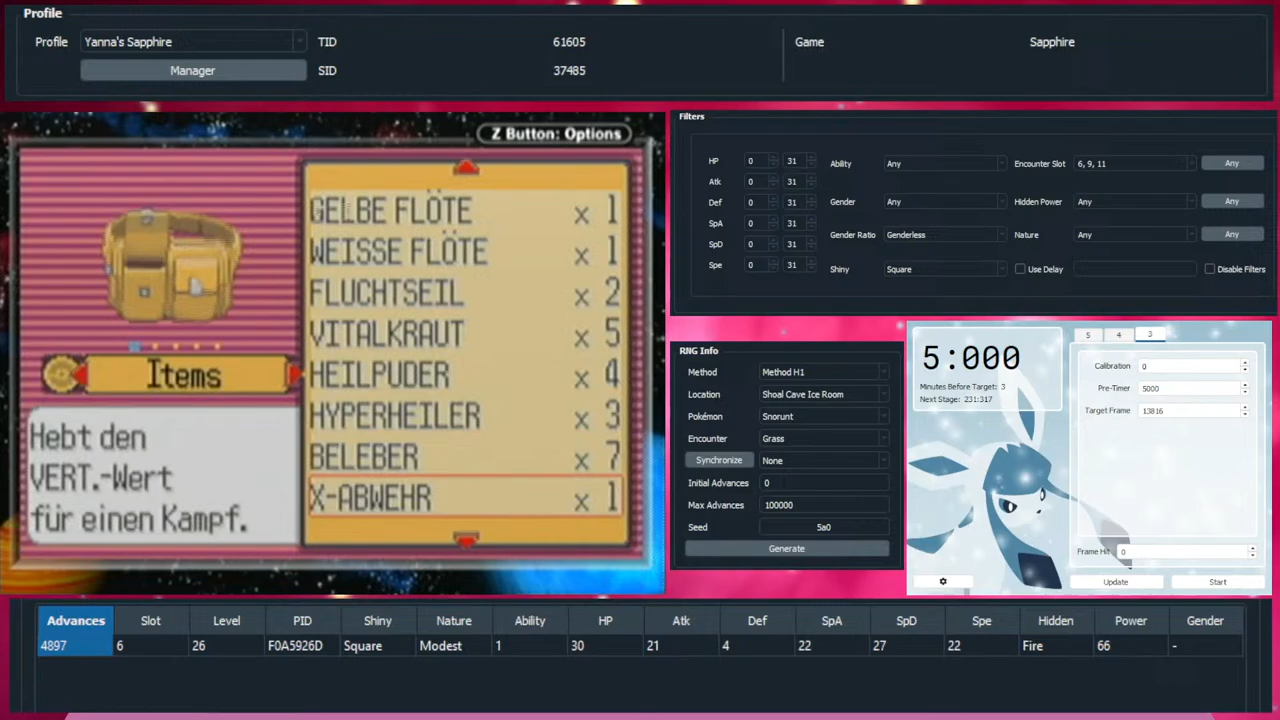 Profile
Profile Yanna's Sapphire TID 61605 Game Sapphire
Manager SID 37485
Z Button: Options
GELBE FLÖTE x 1
WEISSE FLÖTE x 1
FLUCHTSEIL x 2
VITALKRAUT x 5
HEILPUDER x 4
HYPERHEILER x 3
BELEBER x 7
X-ABWEHR x 1
Items
Hebt den
VERT.-Wert
für einen Kampf.
Filters
HP 0 31 Ability Any Encounter Slot 6, 9, 11 Any
Atk 0 31
Def 0 31 Gender Any Hidden Power Any Any
SpA 0 31
SpD 0 31 Gender Ratio Genderless Nature Any Any
Spe 0 31 Shiny Square Use Delay Disable Filters
RNG Info
Method Method H1
Location Shoal Cave Ice Room
Pokémon Snorunt
Encounter Grass
Synchronize None
Initial Advances 0
Max Advances 100000
Seed 5a0
Generate
5:000
Minutes Before Target: 3
Next Stage: 231:317
5 4 3
Calibration 0
Pre-Timer 5000
Target Frame 13816
Frame Hit 0
Update Start
Advances Slot Level PID Shiny Nature Ability HP Atk Def SpA SpD Spe Hidden Power Gender
4897 6 26 F0A5926D Square Modest 1 30 21 4 22 27 22 Fire 66 -